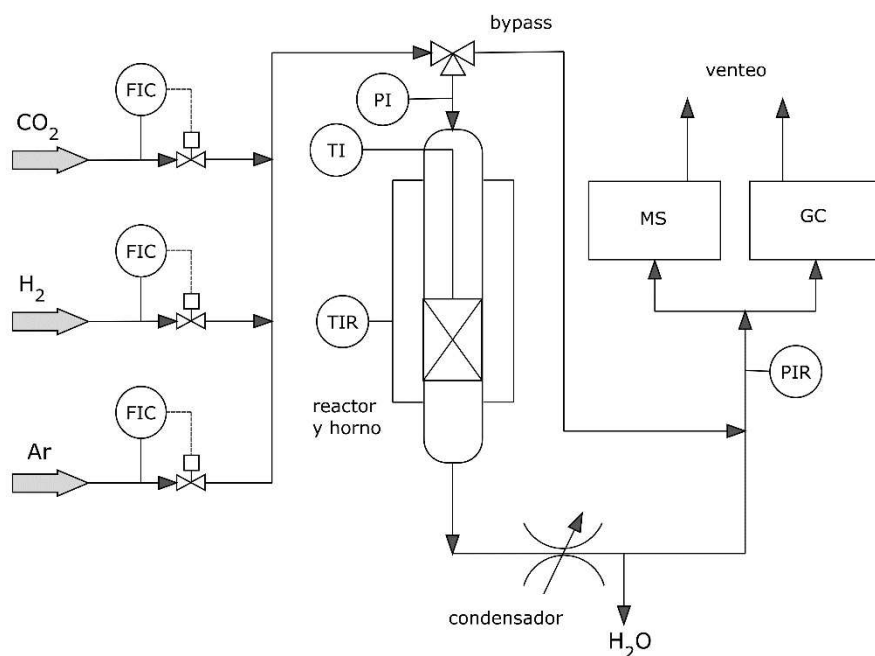 bypass
venteo
FIC
CO2
PI
TI
MS
GC
FIC
H2
TIR
PIR
reactor
y horno
FIC
Ar
condensador
H2O